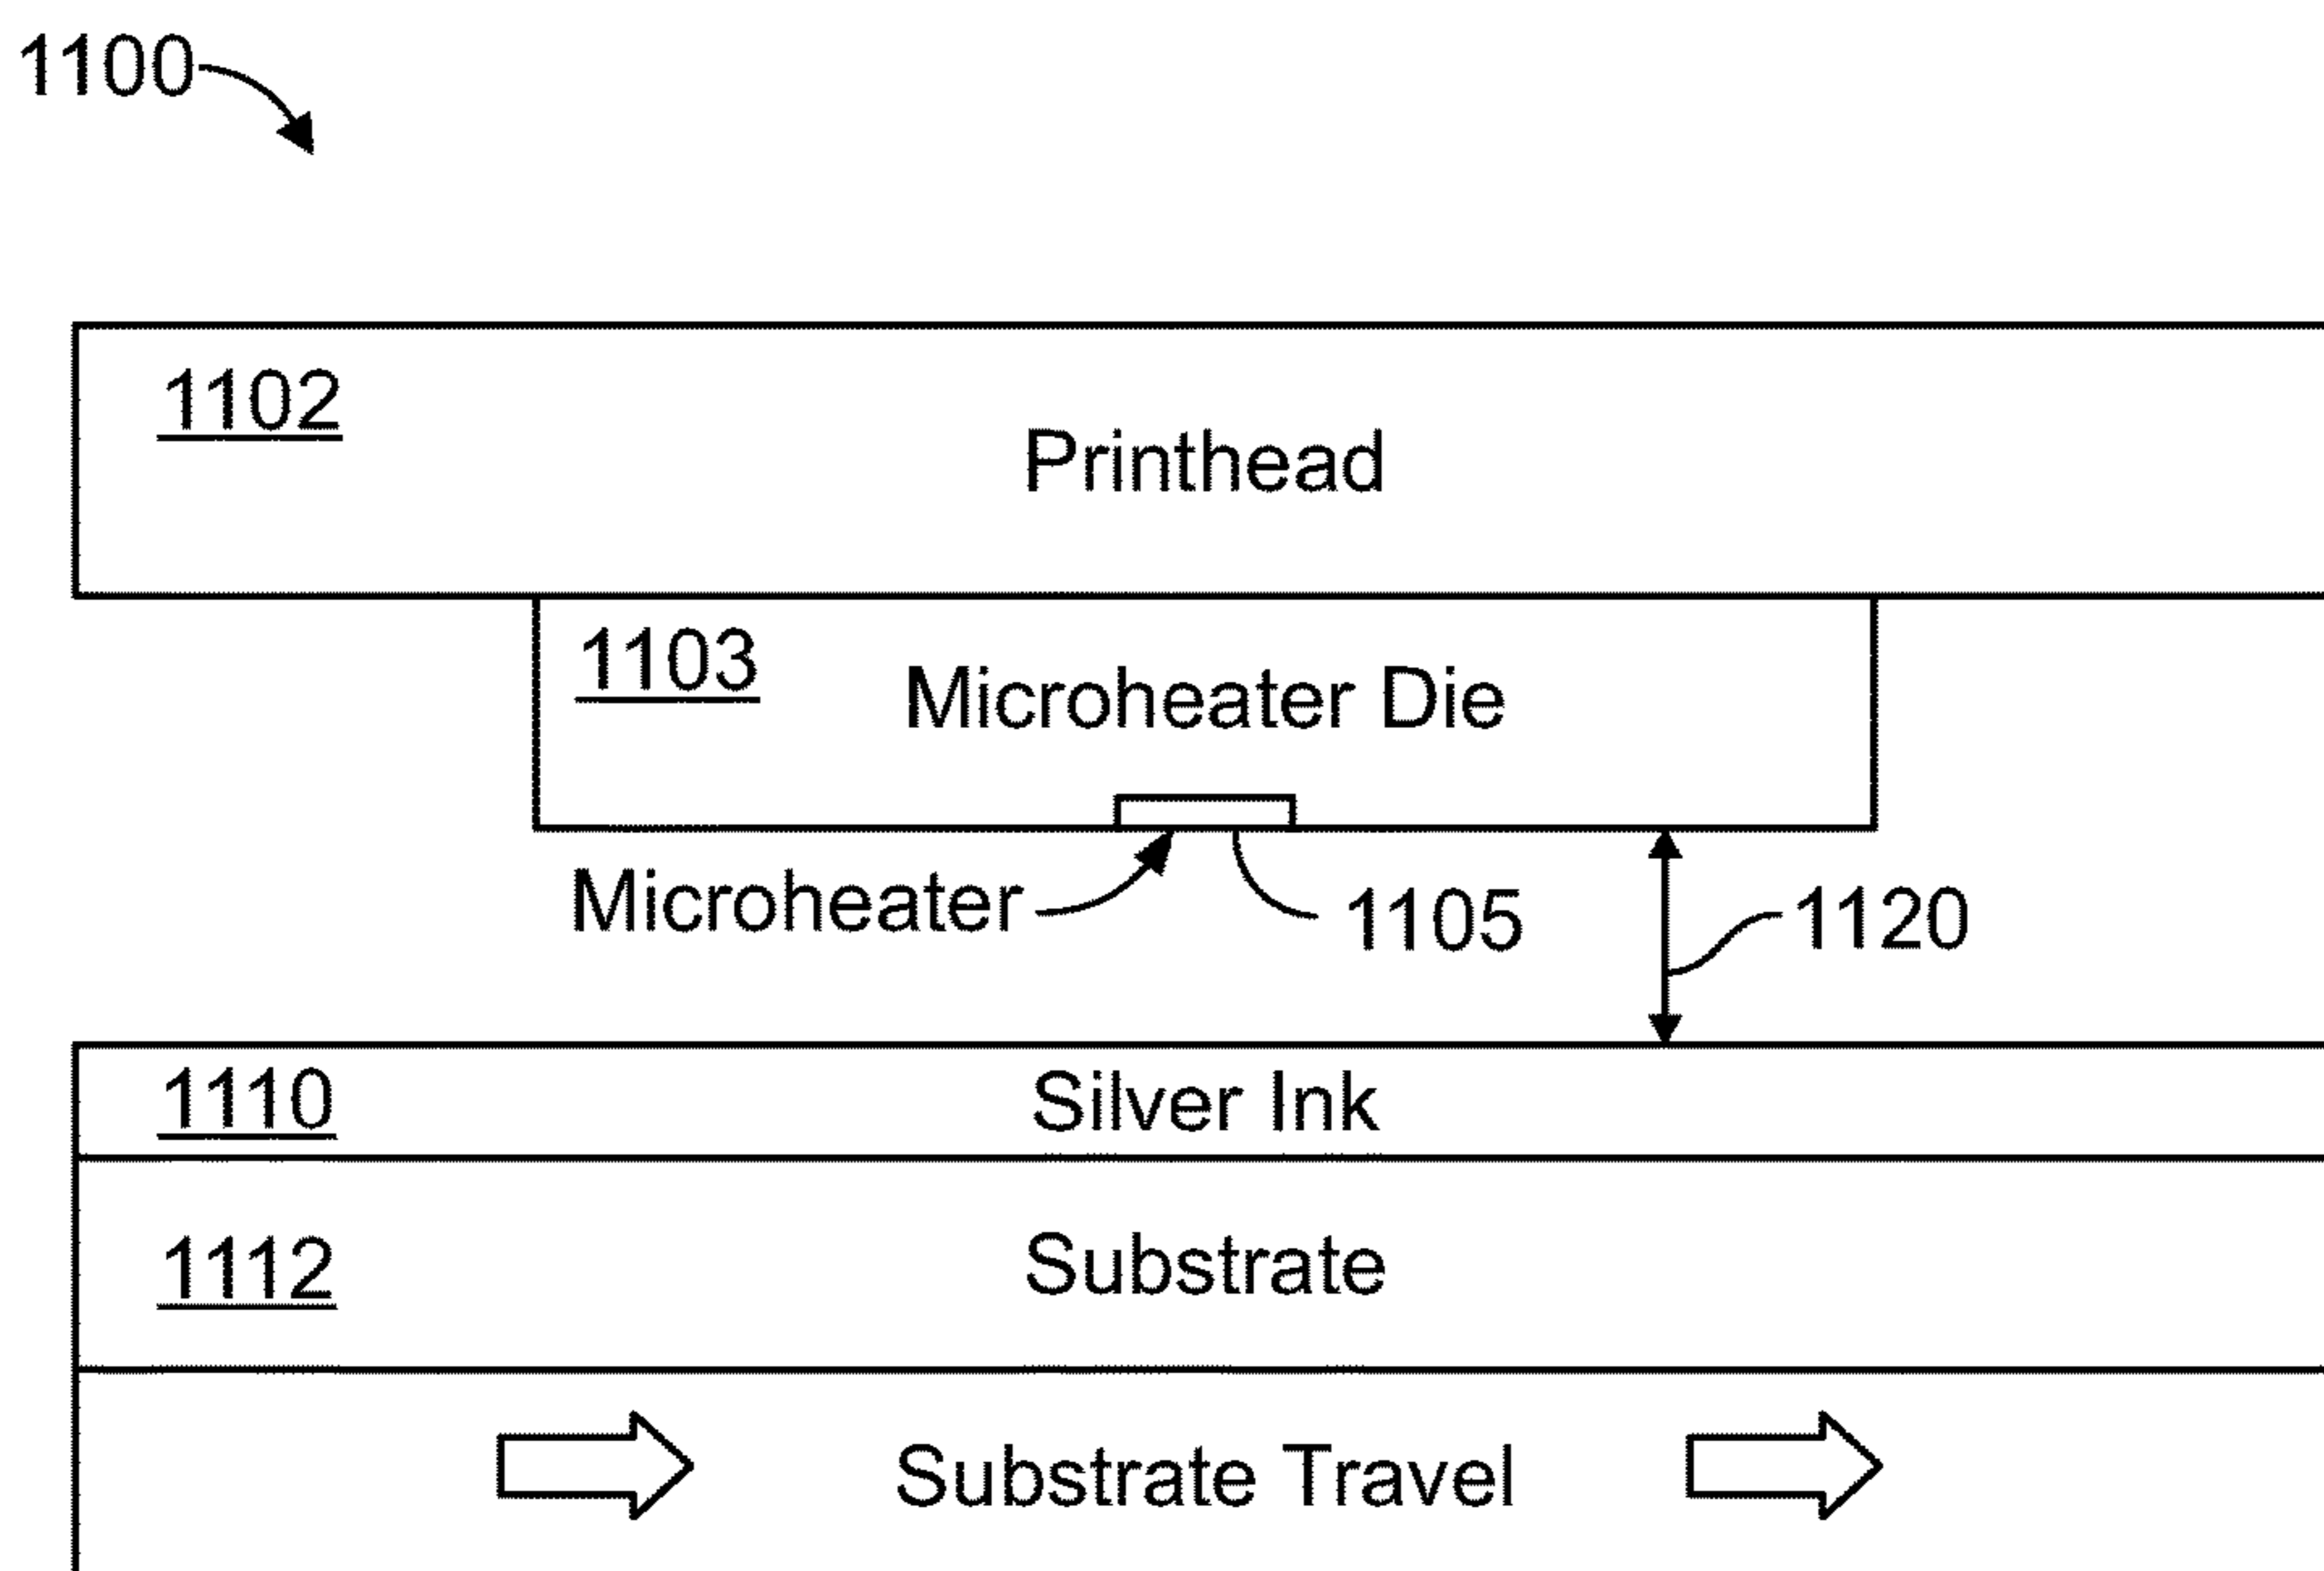 1100
1102
Printhead
1103
Microheater Die
Microheater
1105
1120
1110
Silver Ink
1112
Substrate
Substrate Travel